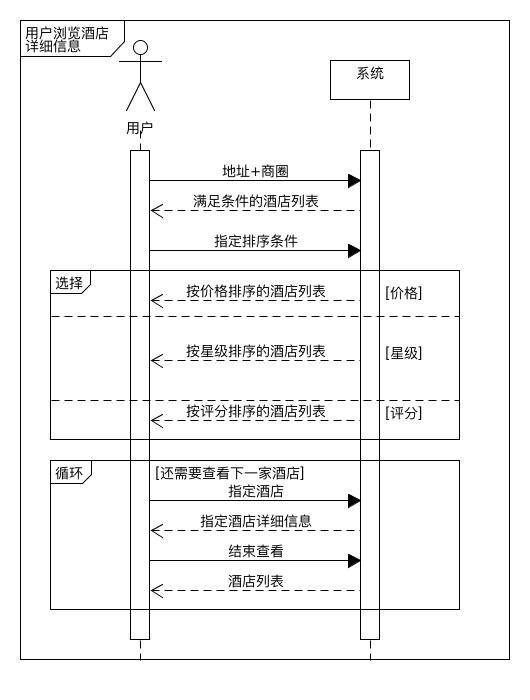 用户浏览酒店
详细信息
系统
用户
地址+商圈
满足条件的酒店列表
指定排序条件
选择
按价格排序的酒店列表
[价格]
按星级排序的酒店列表
[星级]
按评分排序的酒店列表
[评分]
循环
[还需要查看下一家酒店]
指定酒店
指定酒店详细信息
结束查看
酒店列表